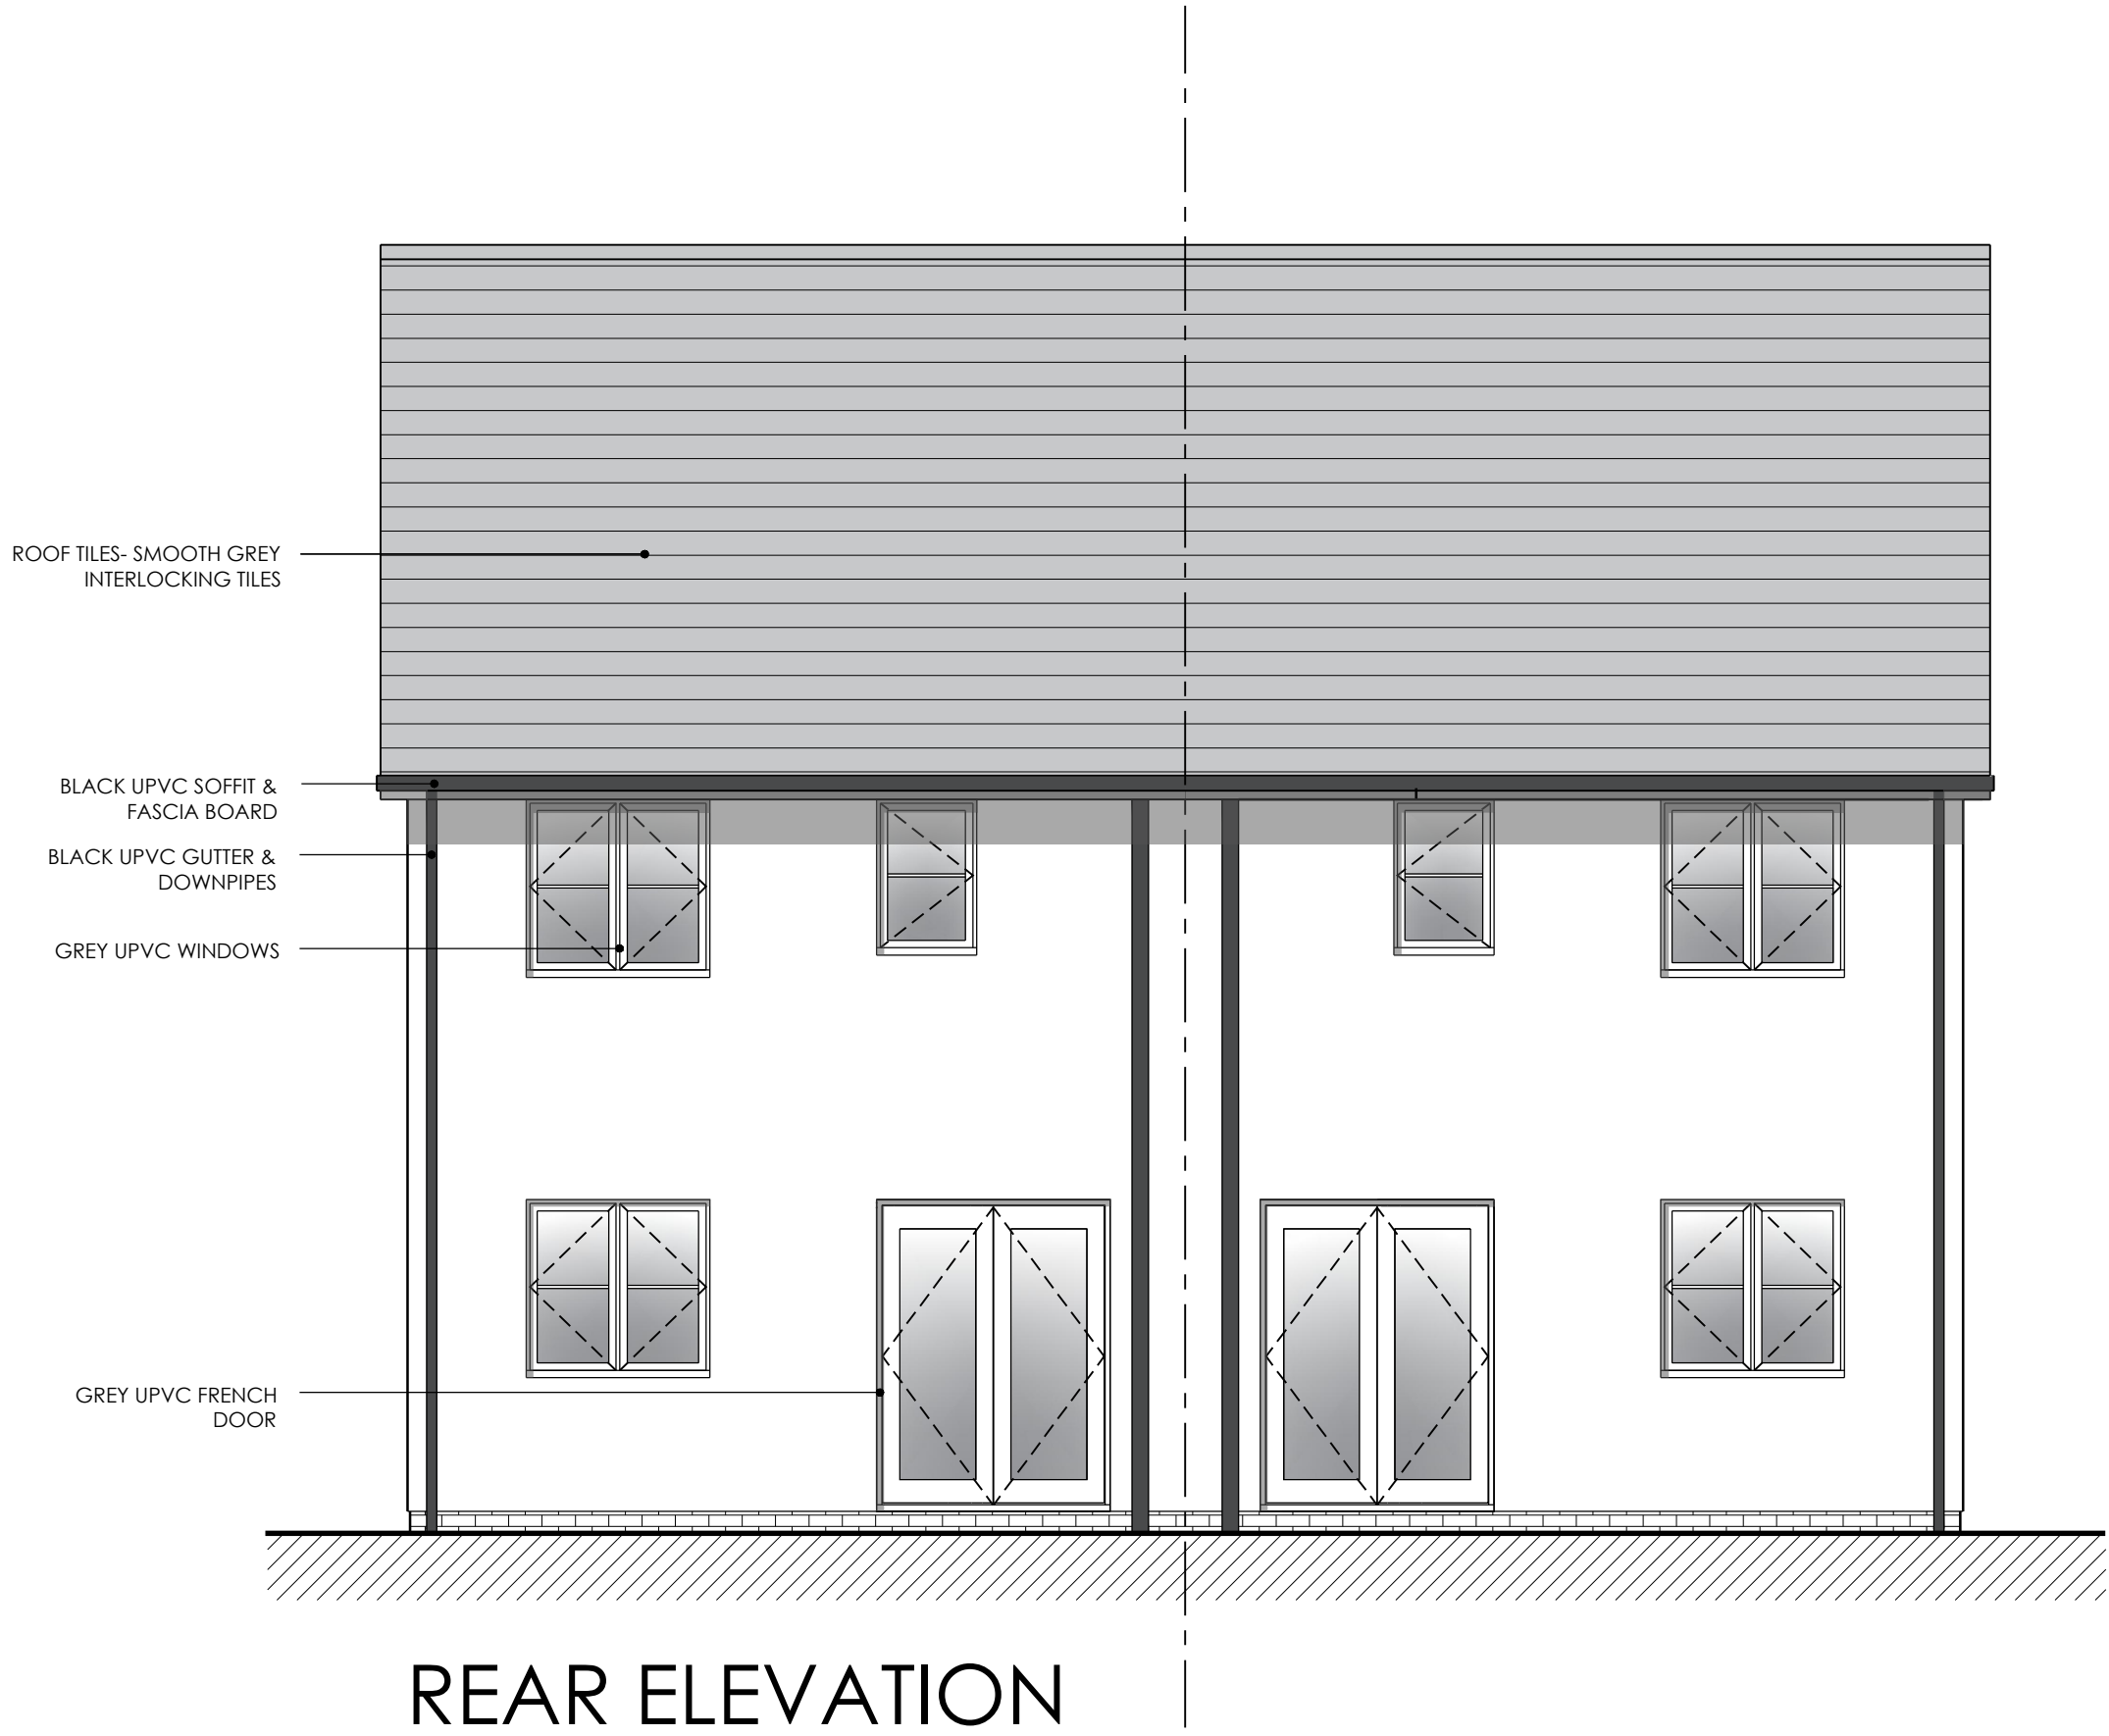 ROOF TILES- SMOOTH GREY
INTERLOCKING TILES
BLACK UPVC SOFFIT &
FASCIA BOARD
BLACK UPVC GUTTER &
DOWNPIPES
GREY UPVC WINDOWS
GREY UPVC FRENCH
DOOR
REAR ELEVATION